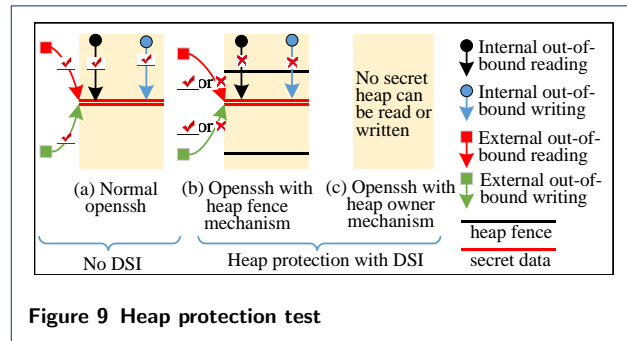 or
or
No secret
heap can
be read or
written
(a) Normal
openssh
(b) Openssh with
heap fence
mechanism
(c) Openssh with
heap owner
mechanism
No DSI
Heap protection with DSI
Internal out-of-
bound reading
Internal out-of-
bound writing
External out-of-
bound reading
External out-of-
bound writing
heap fence
secret data
Figure 9 Heap protection test